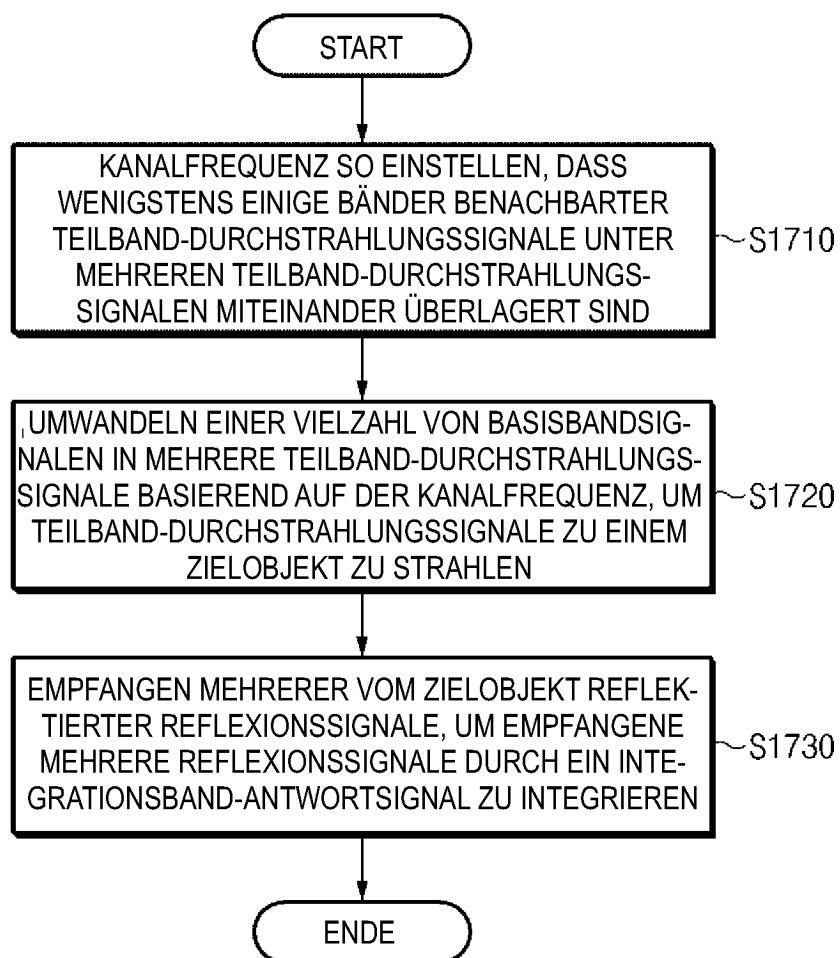 START
KANALFREQUENZ SO EINSTELLEN, DASS
WENIGSTENS EINIGE BÄNDER BENACHBARTER
TEILBAND-DURCHSTRAHLUNGSSIGNALE UNTER
MEHREREN TEILBAND-DURCHSTRAHLUNGS-
SIGNALEN MITEINANDER ÜBERLAGERT SIND
S1710
UMWANDELN EINER VIELZAHL VON BASISBANDSIG-
NALEN IN MEHRERE TEILBAND-DURCHSTRAHLUNGS-
SIGNALE BASIEREND AUF DER KANALFREQUENZ, UM
TEILBAND-DURCHSTRAHLUNGSSIGNALE ZU EINEM
ZIELOBJEKT ZU STRAHLEN
S1720
EMPFANGEN MEHRERER VOM ZIELOBJEKT REFLEK-
TIERTER REFLEXIONSSIGNALE, UM EMPFANGENE
MEHRERE REFLEXIONSSIGNALE DURCH EIN INTE-
GRATIONSBAND-ANTWORTSIGNAL ZU INTEGRIEREN
S1730
ENDE